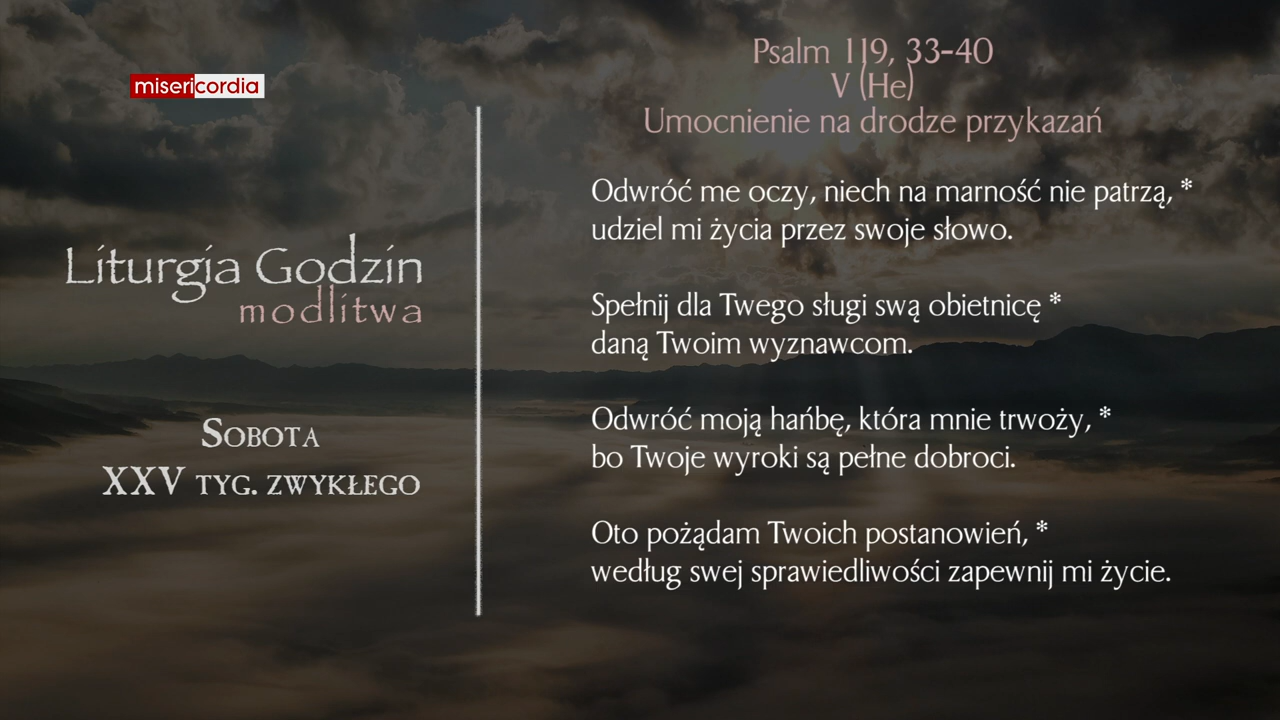 misericordia
Liturgia Godzin
modlitwa
Sobota
XXV tyg. zwykłego
Psalm 119, 33-40
V (He)
Umocnienie na drodze przykazań
Odwróć me oczy, niech na marność nie patrzą, *
udziel mi życia przez swoje słowo.
Spełnij dla Twego sługi swą obietnicę *
daną Twoim wyznawcom.
Odwróć moją hańbę, która mnie trwoży, *
bo Twoje wyroki są pełne dobroci.
Oto pożądam Twoich postanowień, *
według swej sprawiedliwości zapewnij mi życie.